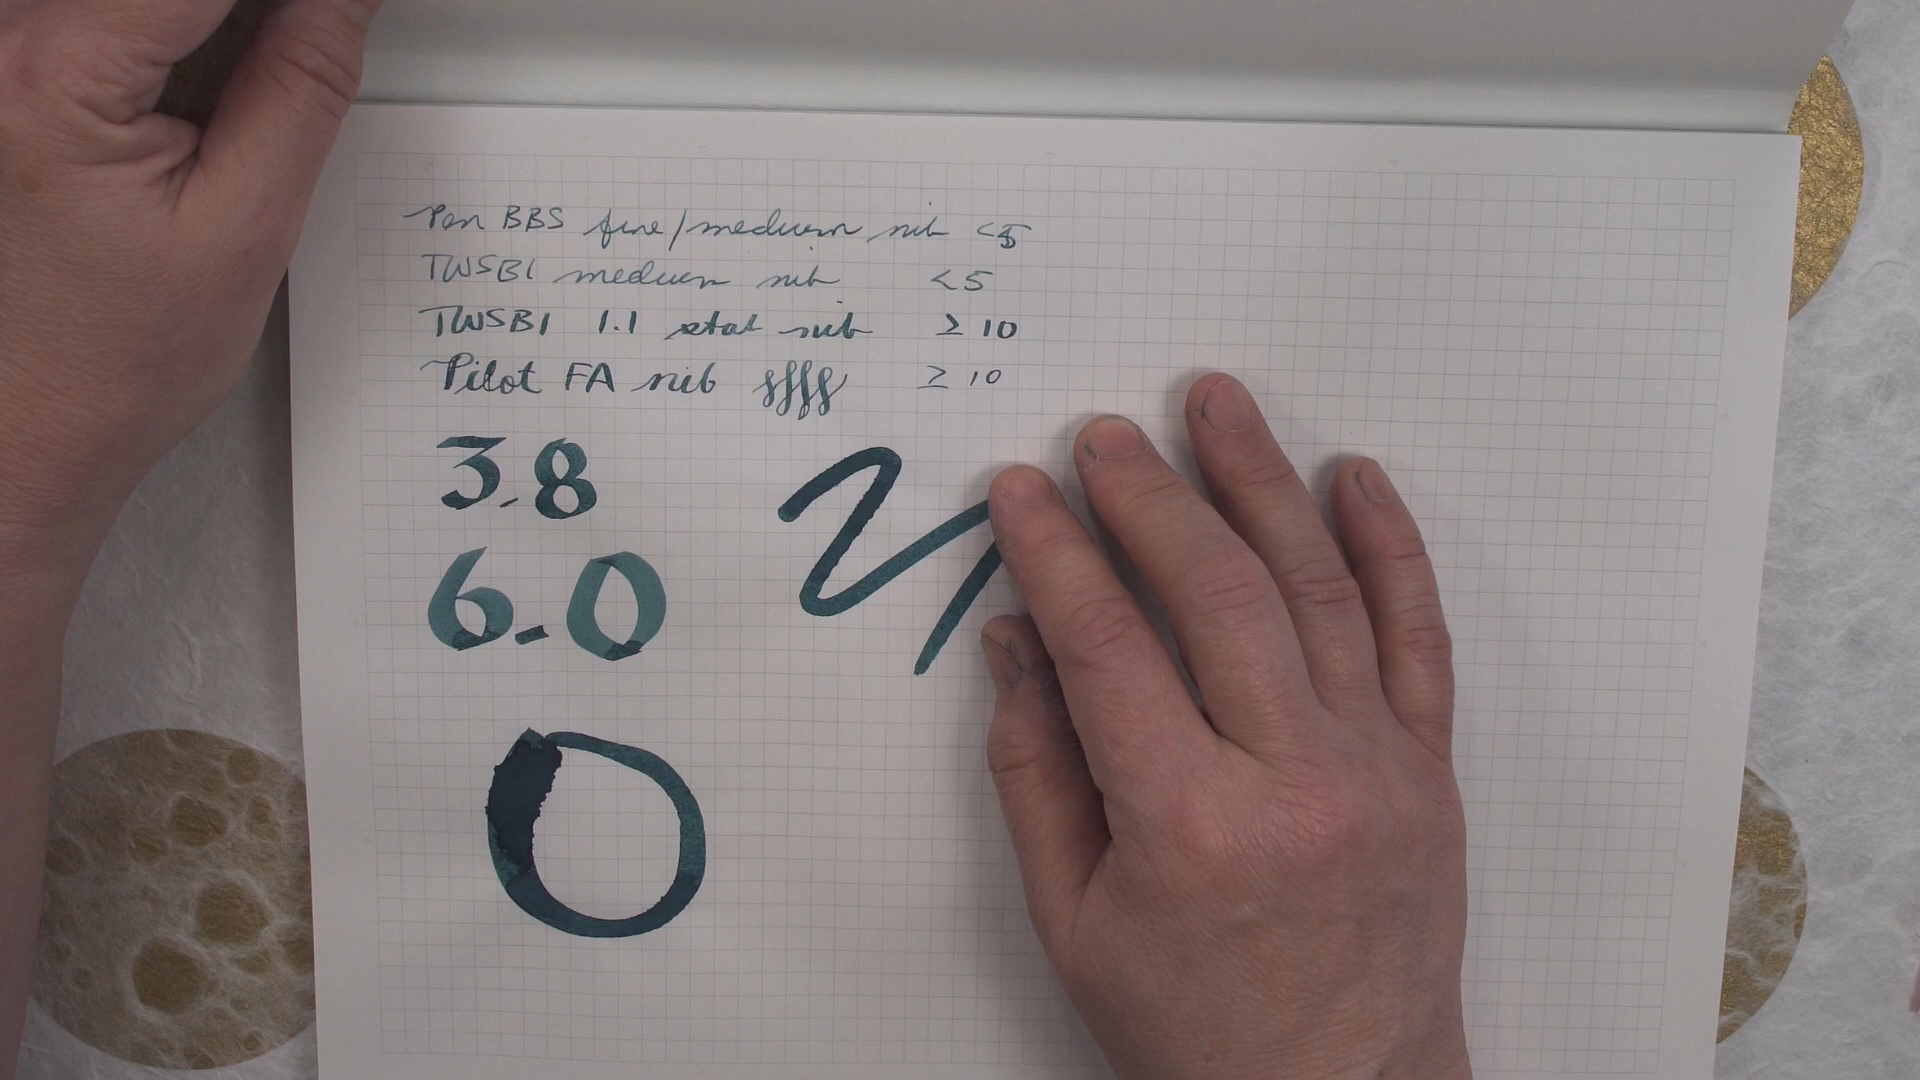 Pen BBS fine/medium nib <5
TWSBI medium nib <5
TWSBI 1.1 stub nib ≥ 10
Pilot FA nib ≥ 10
3.8
6.0